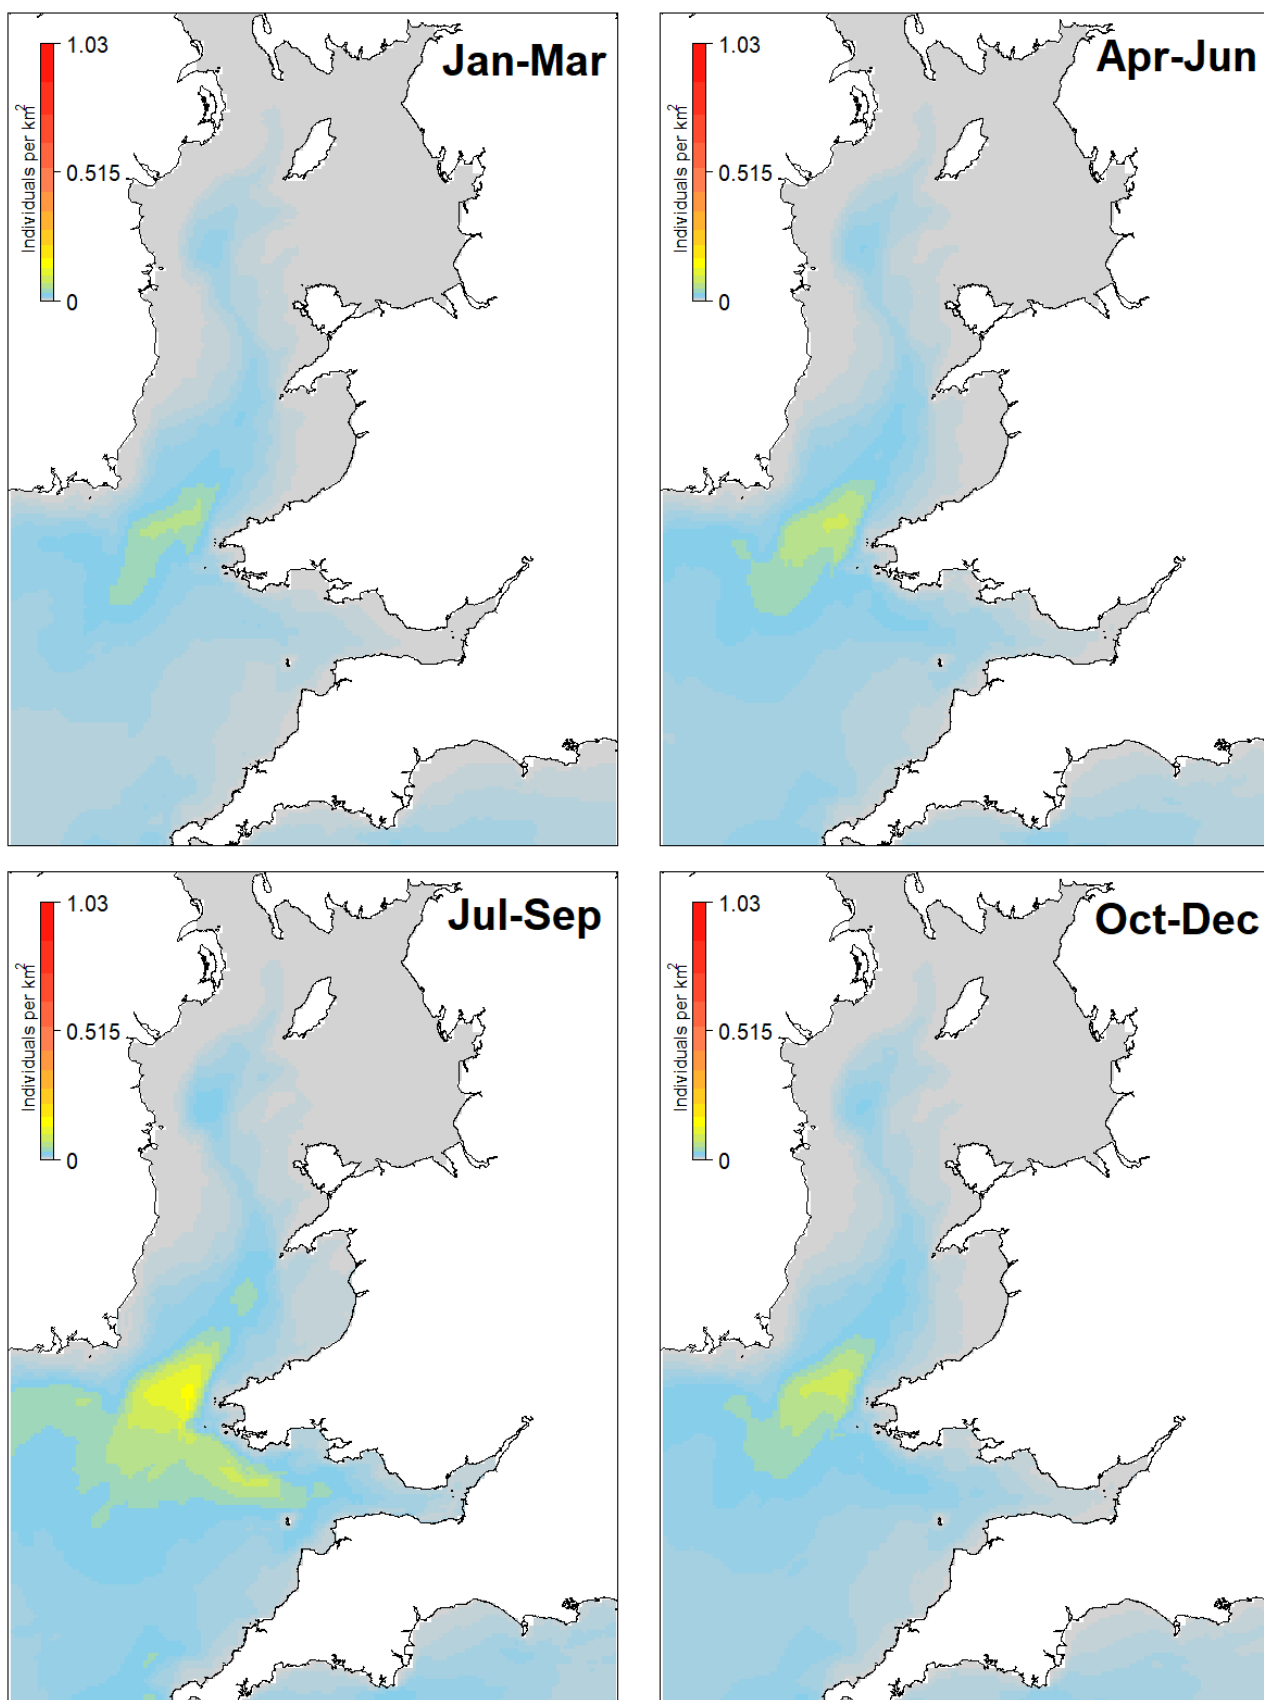 Jan-Mar
1.03
0.515
0
Individuals per km²
Apr-Jun
1.03
0.515
0
Individuals per km²
Jul-Sep
1.03
0.515
0
Individuals per km²
Oct-Dec
1.03
0.515
0
Individuals per km²